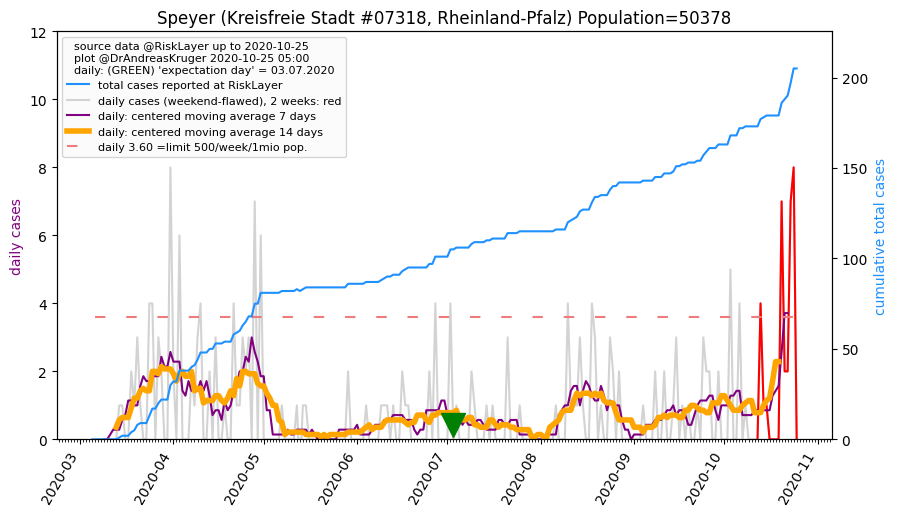 Speyer (Kreisfreie Stadt #07318, Rheinland-Pfalz) Population=50378
source data @RiskLayer up to 2020-10-25
plot @DrAndreasKruger 2020-10-25 05:00
daily: (GREEN) 'expectation day' = 03.07.2020
total cases reported at RiskLayer
daily cases (weekend-flawed), 2 weeks: red
daily: centered moving average 7 days
daily: centered moving average 14 days
daily 3.60 =limit 500/week/1mio pop.
daily cases
12
10
8
6
4
2
0
200
150
100
50
0
cumulative total cases
2020-03
2020-04
2020-05
2020-06
2020-07
2020-08
2020-09
2020-10
2020-11